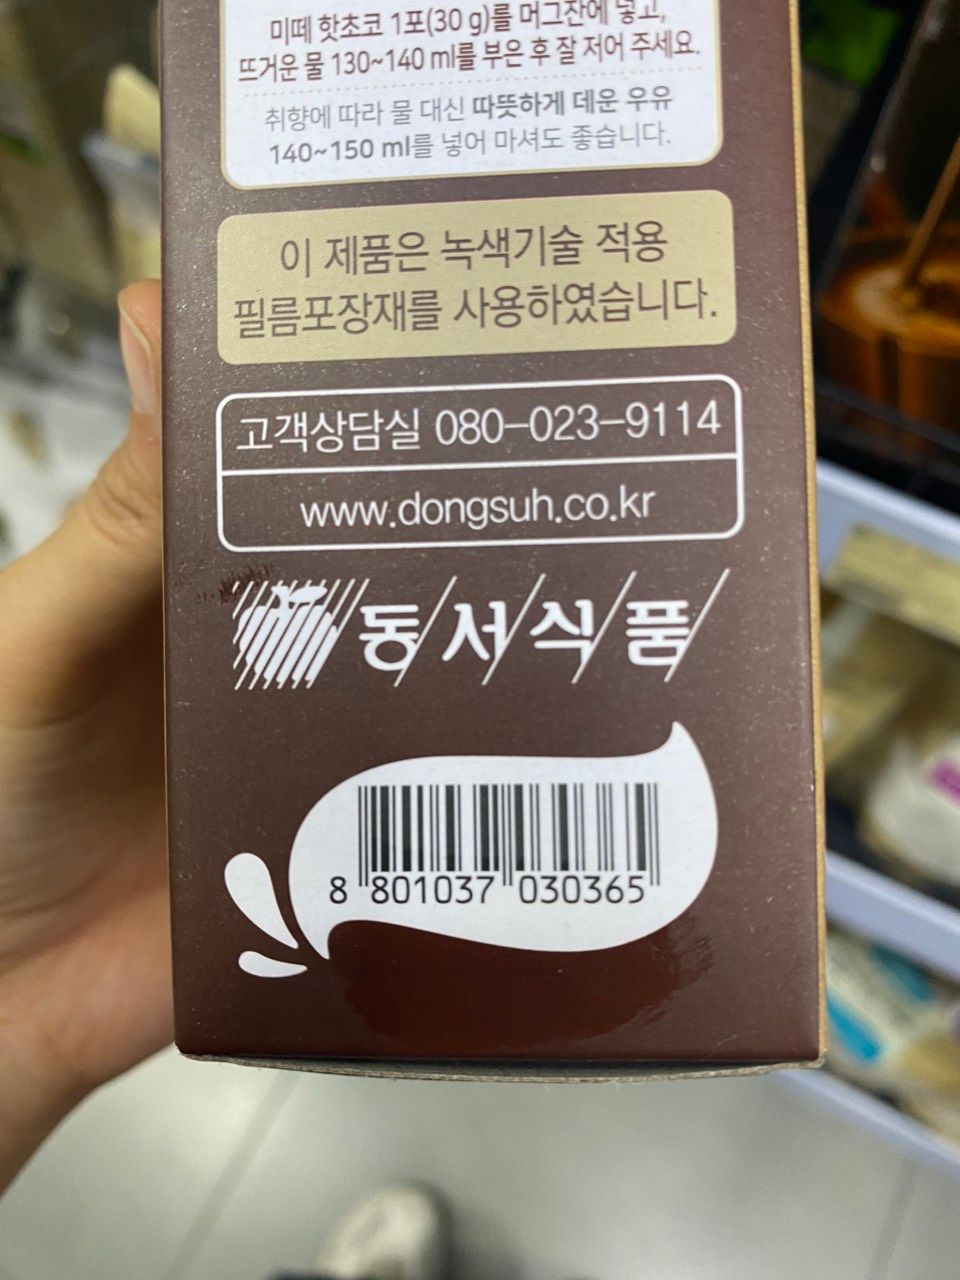 미떼 핫초코 1포(30 g)를 머그잔에 넣고,
뜨거운 물 130~140 ml를 부은 후 잘 저어 주세요.
취향에 따라 물 대신 따뜻하게 데운 우유
140~150 ml를 넣어 마셔도 좋습니다.
이 제품은 녹색기술 적용
필름포장재를 사용하였습니다.
고객상담실 080-023-9114
www.dongsuh.co.kr
동서식품
8 801037 030365